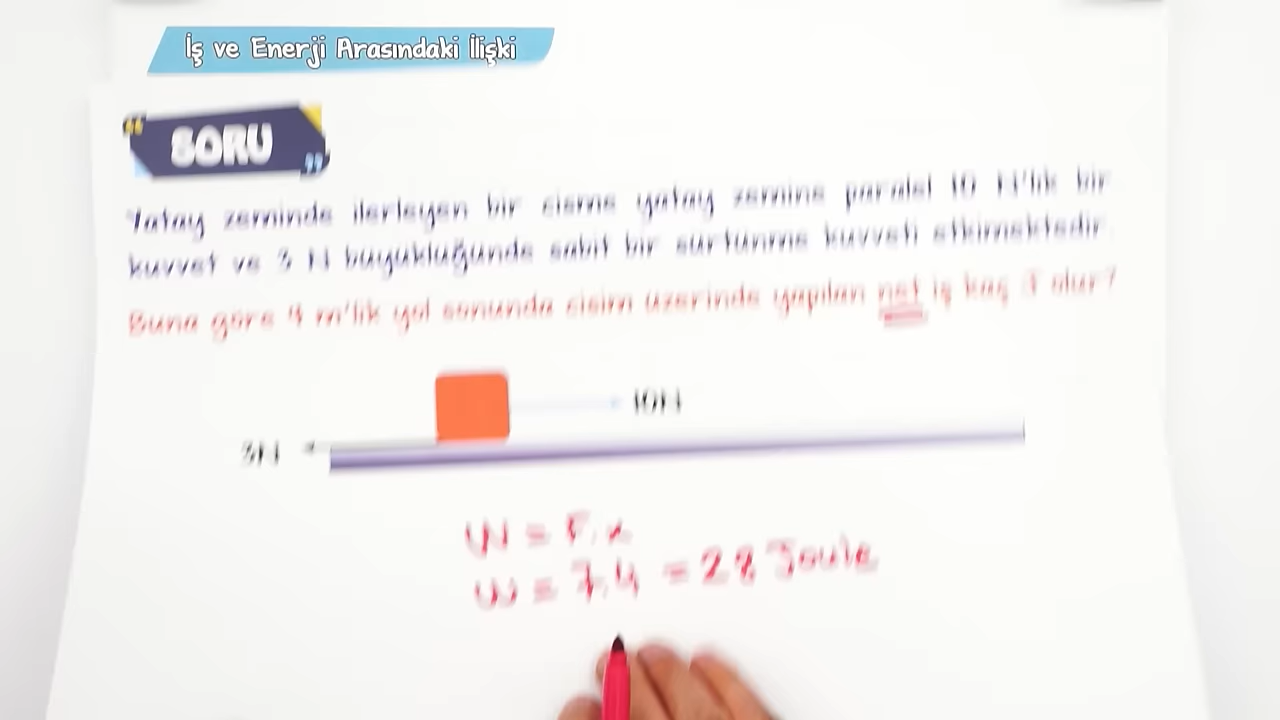 İş ve Enerji Arasındaki İlişki
"SORU"
Yatay zeminde ilerleyen bir cisme yatay zemine paralel 10 N'lik bir
kuvvet ve 3 N büyüklüğünde sabit bir sürtünme kuvveti etkimektedir.
Buna göre 4 m'lik yol sonunda cisim üzerinde yapılan net iş kaç J olur?
10N
3N
W = F.x
W = 7.4 = 28 Joule